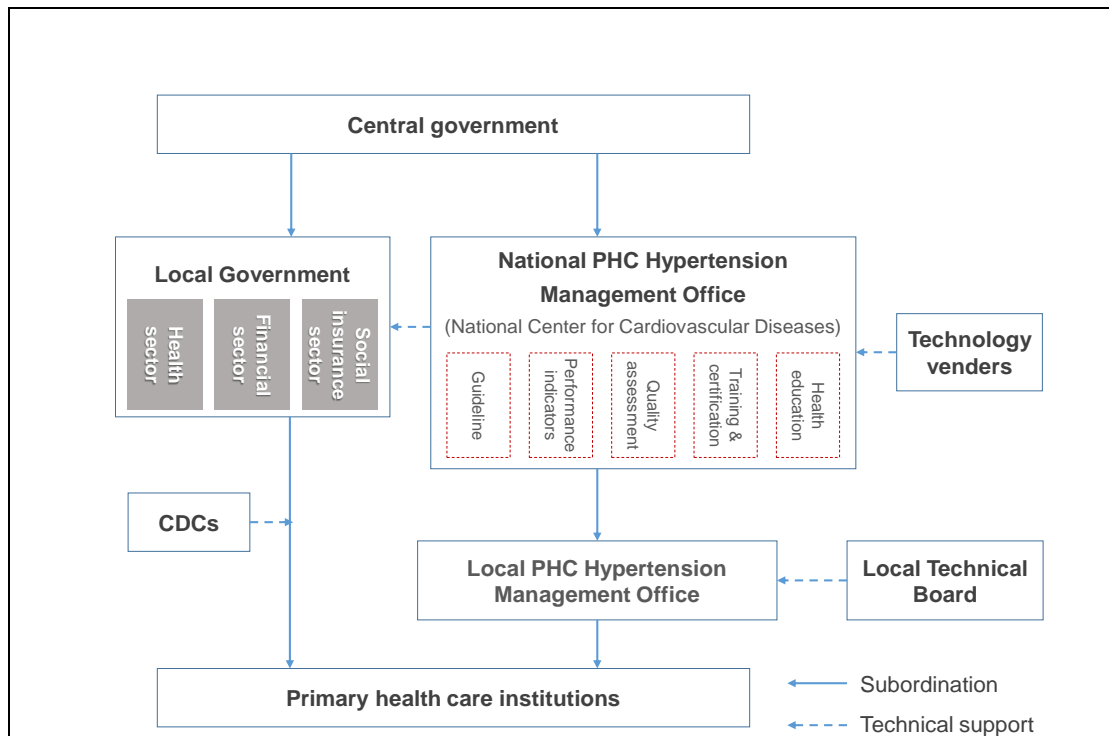 Central government
Local Government
Health
sector
Financial
sector
Social
insurance
sector
National PHC Hypertension
Management Office
(National Center for Cardiovascular Diseases)
Guideline
Performance
indicators
Quality
assessment
Training &
certification
Health
education
Technology
venders
CDCs
Local PHC Hypertension
Management Office
Local Technical
Board
Primary health care institutions
Subordination
Technical support